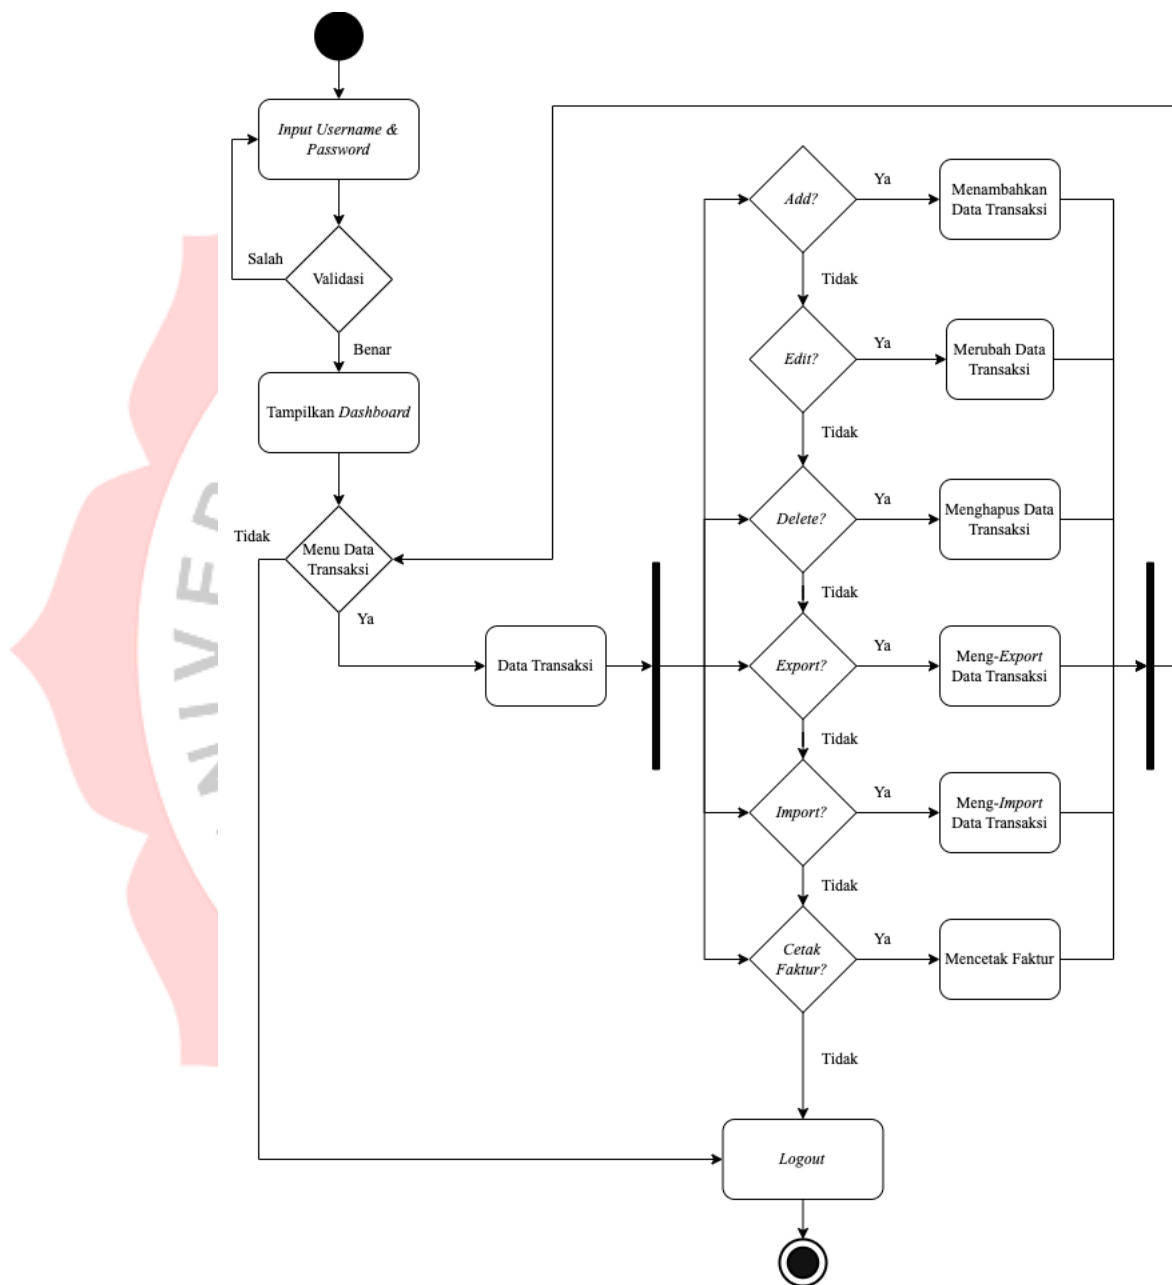 Input Username &
Password
Salah
Validasi
Benar
Tampilkan Dashboard
Tidak
Menu Data
Transaksi
Ya
Data Transaksi
Add?
Ya
Menambahkan
Data Transaksi
Tidak
Edit?
Ya
Merubah Data
Transaksi
Tidak
Delete?
Ya
Menghapus Data
Transaksi
Tidak
Export?
Ya
Meng-Export
Data Transaksi
Tidak
Import?
Ya
Meng-Import
Data Transaksi
Tidak
Cetak
Faktur?
Ya
Mencetak Faktur
Tidak
Logout